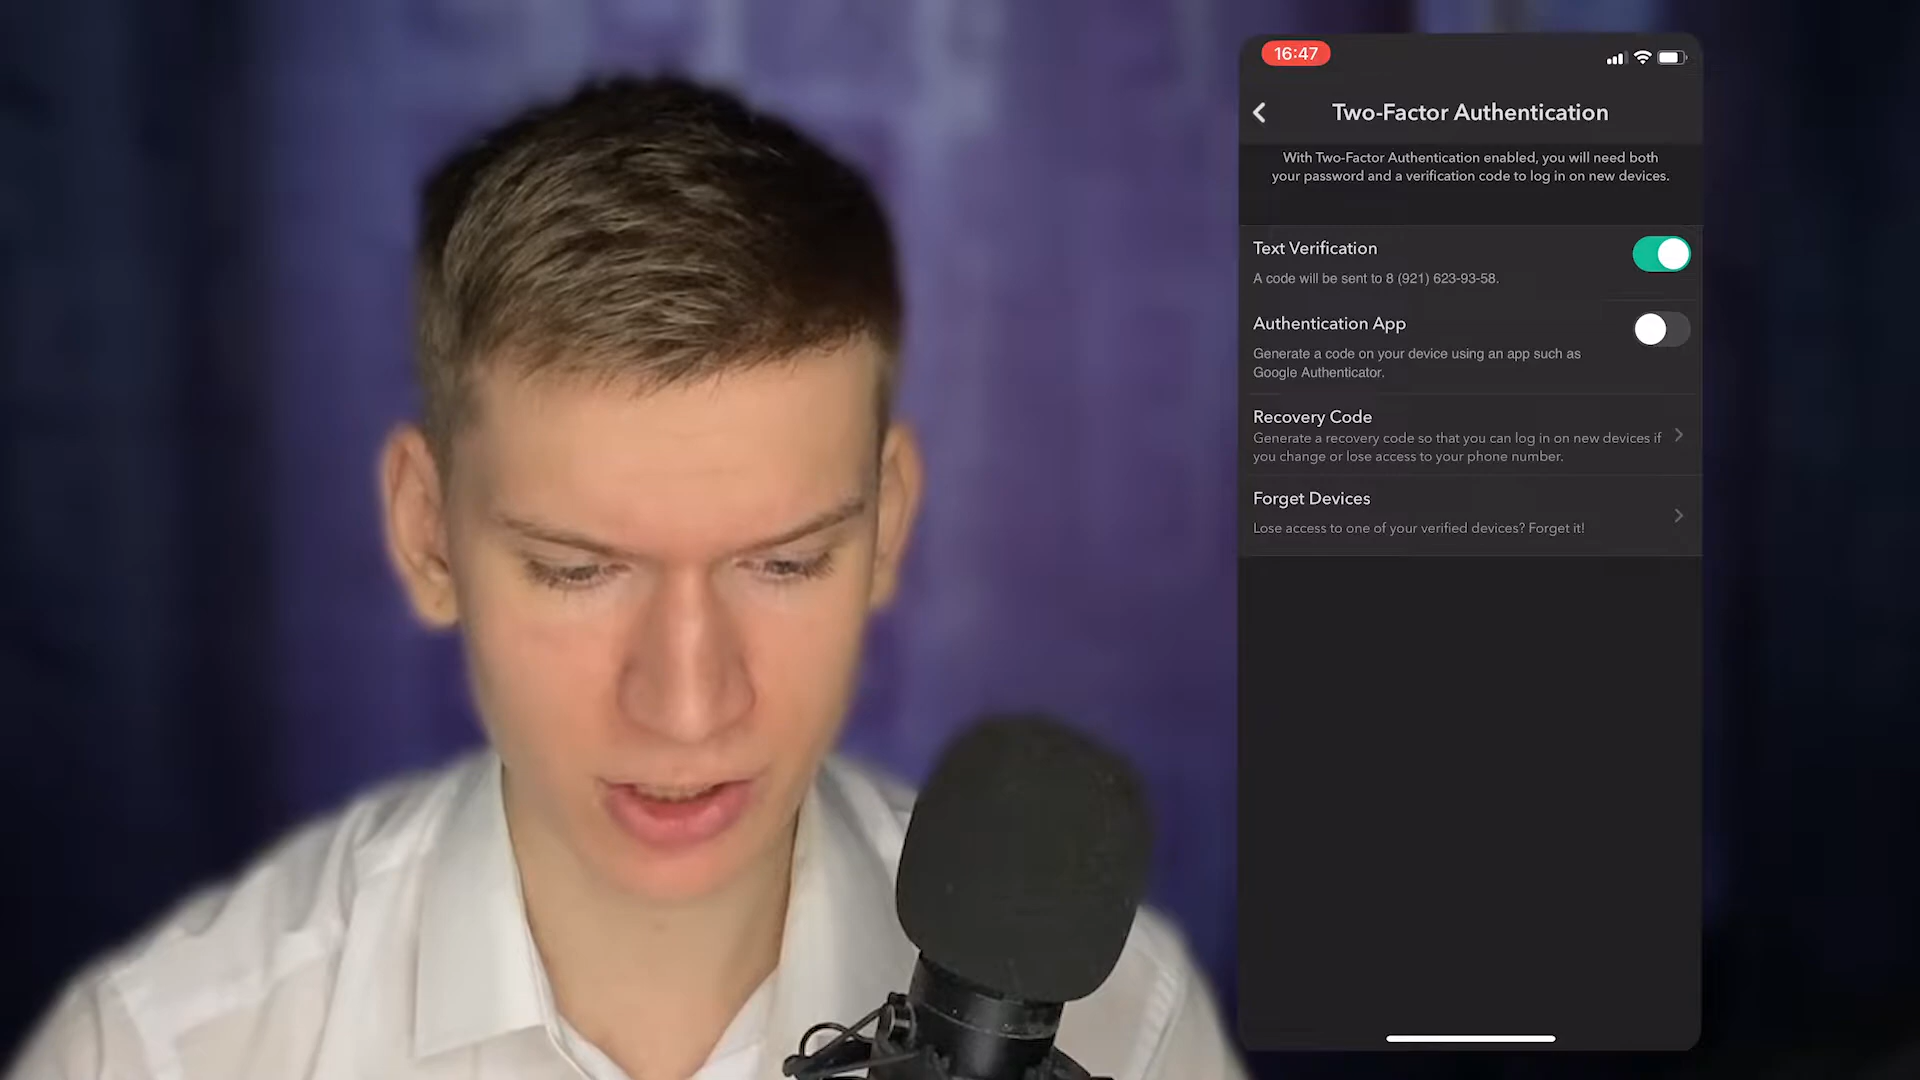 16:47
Two-Factor Authentication
With Two-Factor Authentication enabled, you will need both
your password and a verification code to log in on new devices.
Text Verification
A code will be sent to 8 (921) 623-93-58.
Authentication App
Generate a code on your device using an app such as
Google Authenticator.
Recovery Code
Generate a recovery code so that you can log in on new devices if
you change or lose access to your phone number.
Forget Devices
Lose access to one of your verified devices? Forget it!